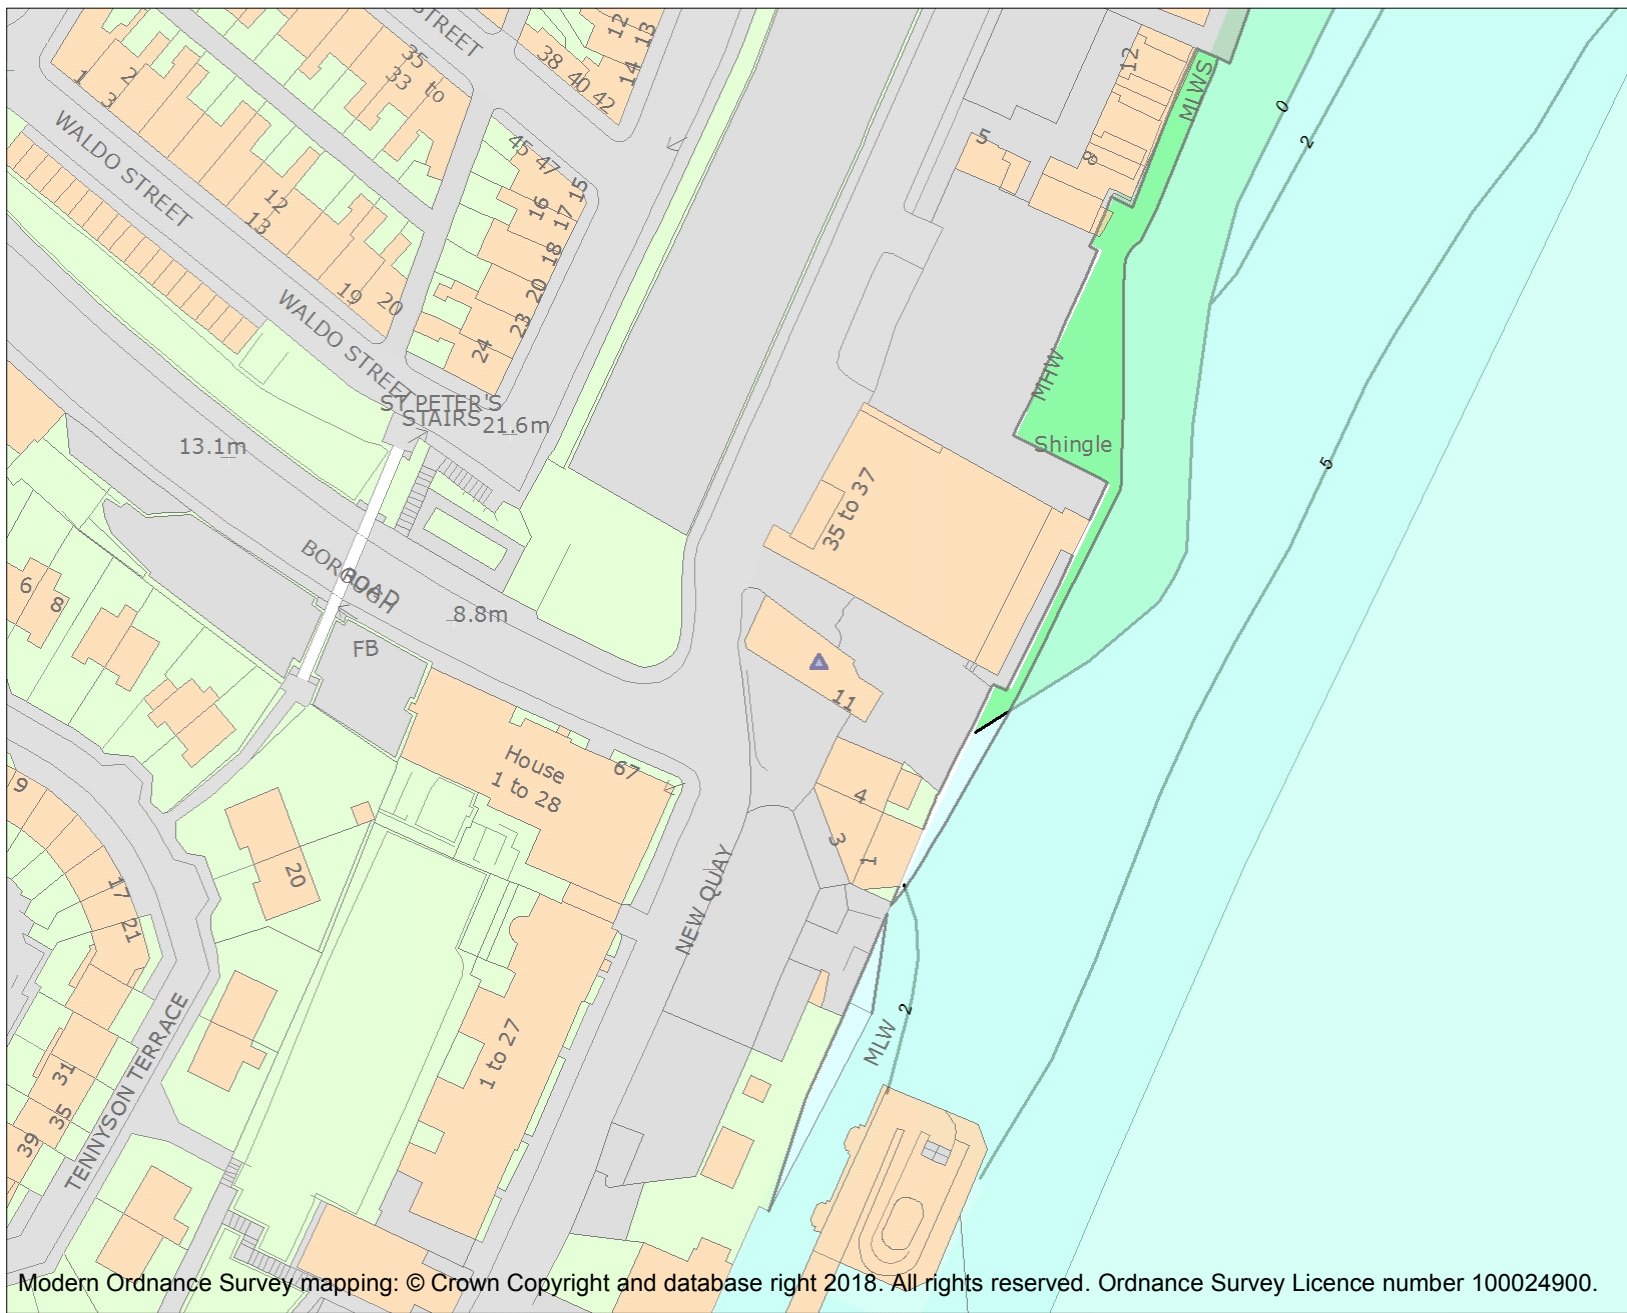 STREET
12
13
35
33
to
38 40 42
14
1
2
3
WALDO STREET
45 47
15
16
17
18
20
23
24
12
13
19
20
WALDO STREET
ST PETER'S
STAIRS
21.6m
13.1m
12
5
8
MLWS
0
2
5
MHW
Shingle
35 to 37
BOROUGH
ROAD
8.8m
FB
6
8
11
House
1 to 28
67
4
3
1
NEW QUAY
9
17
21
20
31
35
39
TENNYSON TERRACE
1 to 27
MLW
2
Modern Ordnance Survey mapping: © Crown Copyright and database right 2018. All rights reserved. Ordnance Survey Licence number 100024900.